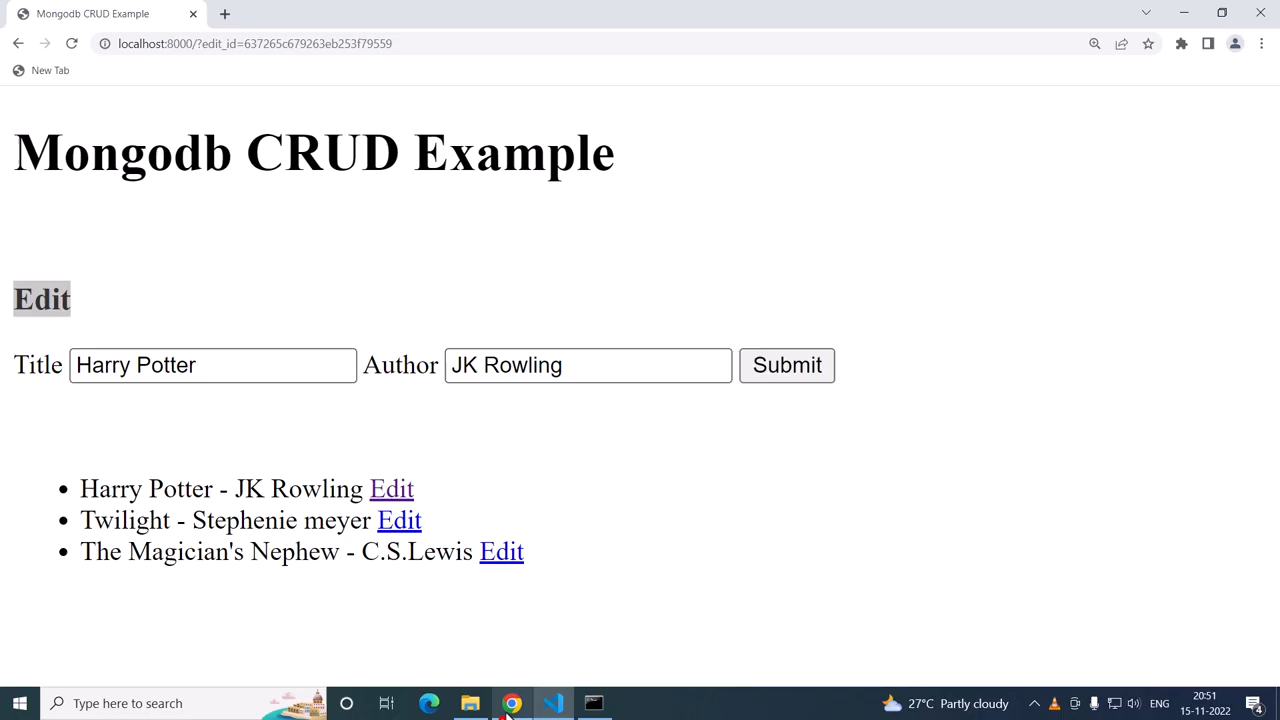 Mongodb CRUD Example
localhost:8000/?edit_id=637265c679263eb253f79559
New Tab
Mongodb CRUD Example
Edit
Title Harry Potter Author JK Rowling Submit
Harry Potter - JK Rowling Edit
Twilight - Stephenie meyer Edit
The Magician's Nephew - C.S.Lewis Edit
Type here to search
27°C Partly cloudy
ENG
20:51
15-11-2022
4